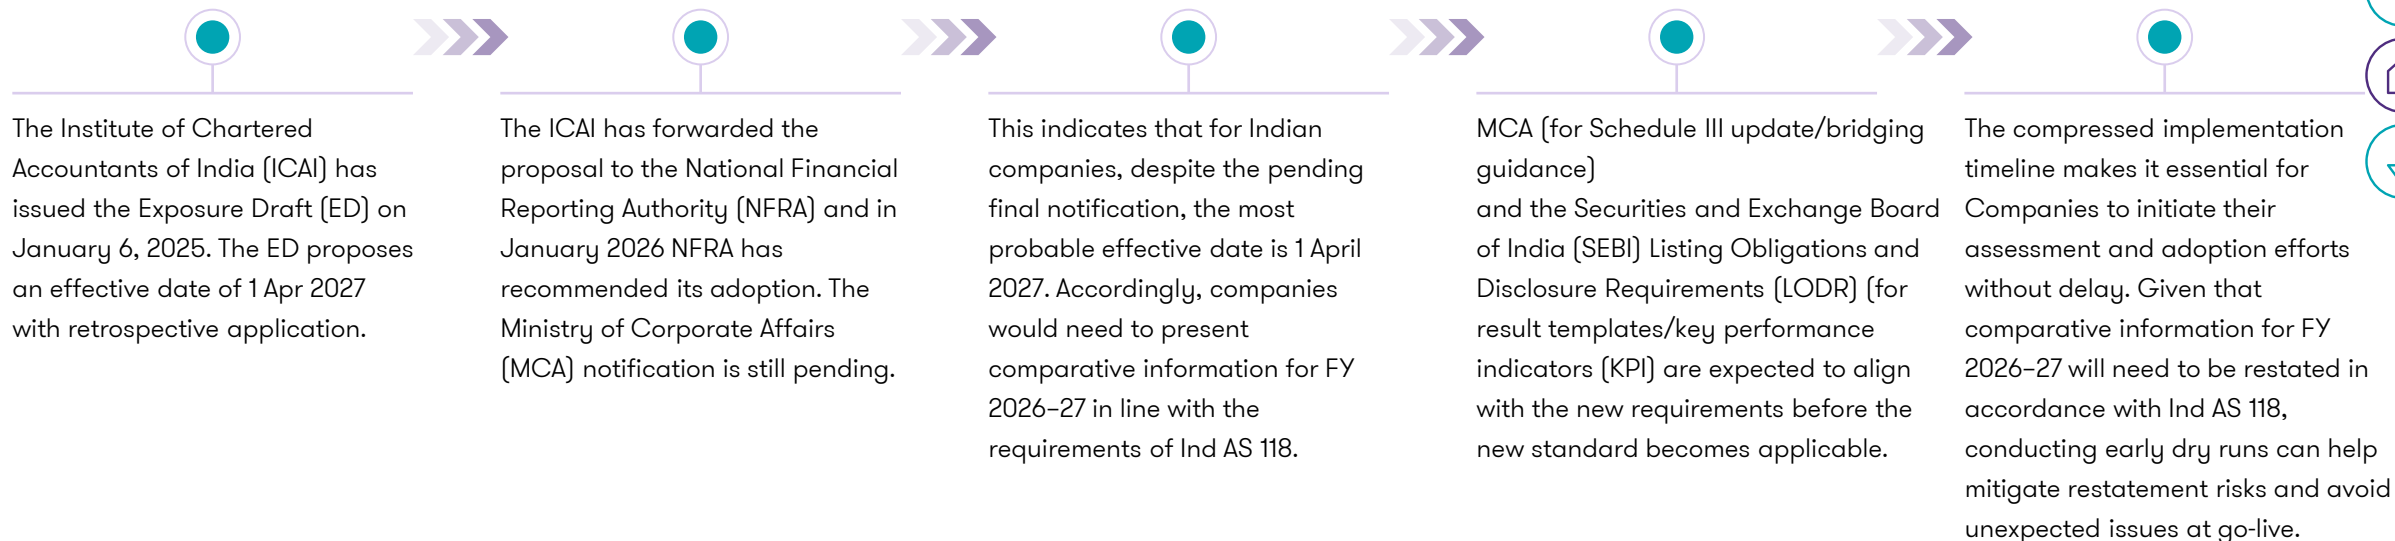 The Institute of Chartered
Accountants of India (ICAI) has
issued the Exposure Draft (ED) on
January 6, 2025. The ED proposes
an effective date of 1 Apr 2027
with retrospective application.
The ICAI has forwarded the
proposal to the National Financial
Reporting Authority (NFRA) and in
January 2026 NFRA has
recommended its adoption. The
Ministry of Corporate Affairs
(MCA) notification is still pending.
This indicates that for Indian
companies, despite the pending
final notification, the most
probable effective date is 1 April
2027. Accordingly, companies
would need to present
comparative information for FY
2026–27 in line with the
requirements of Ind AS 118.
MCA (for Schedule III update/bridging
guidance)
and the Securities and Exchange Board
of India (SEBI) Listing Obligations and
Disclosure Requirements (LODR) (for
result templates/key performance
indicators (KPI) are expected to align
with the new requirements before the
new standard becomes applicable.
The compressed implementation
timeline makes it essential for
Companies to initiate their
assessment and adoption efforts
without delay. Given that
comparative information for FY
2026–27 will need to be restated in
accordance with Ind AS 118,
conducting early dry runs can help
mitigate restatement risks and avoid
unexpected issues at go-live.